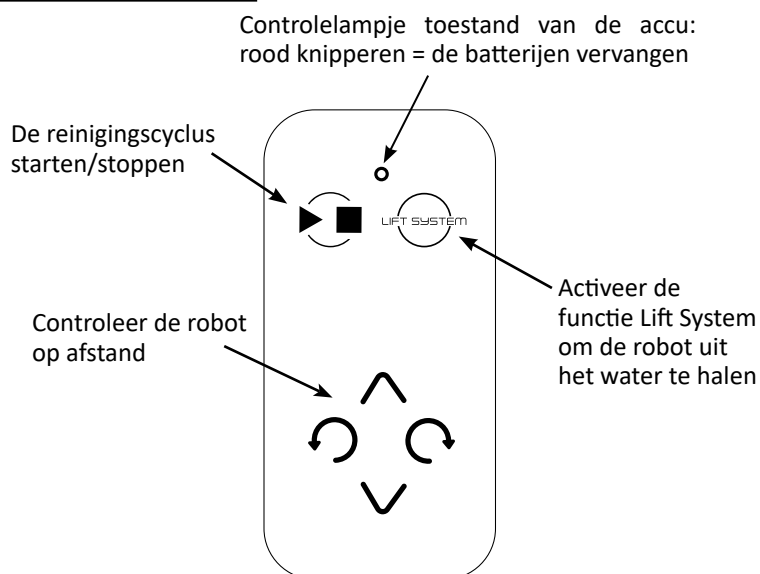 Controlelampje toestand van de accu:
rood knipperen = de batterijen vervangen
De reinigingscyclus
starten/stoppen
LIFT SYSTEM
Activeer de
functie Lift System
om de robot uit
het water te halen
Controleer de robot
op afstand